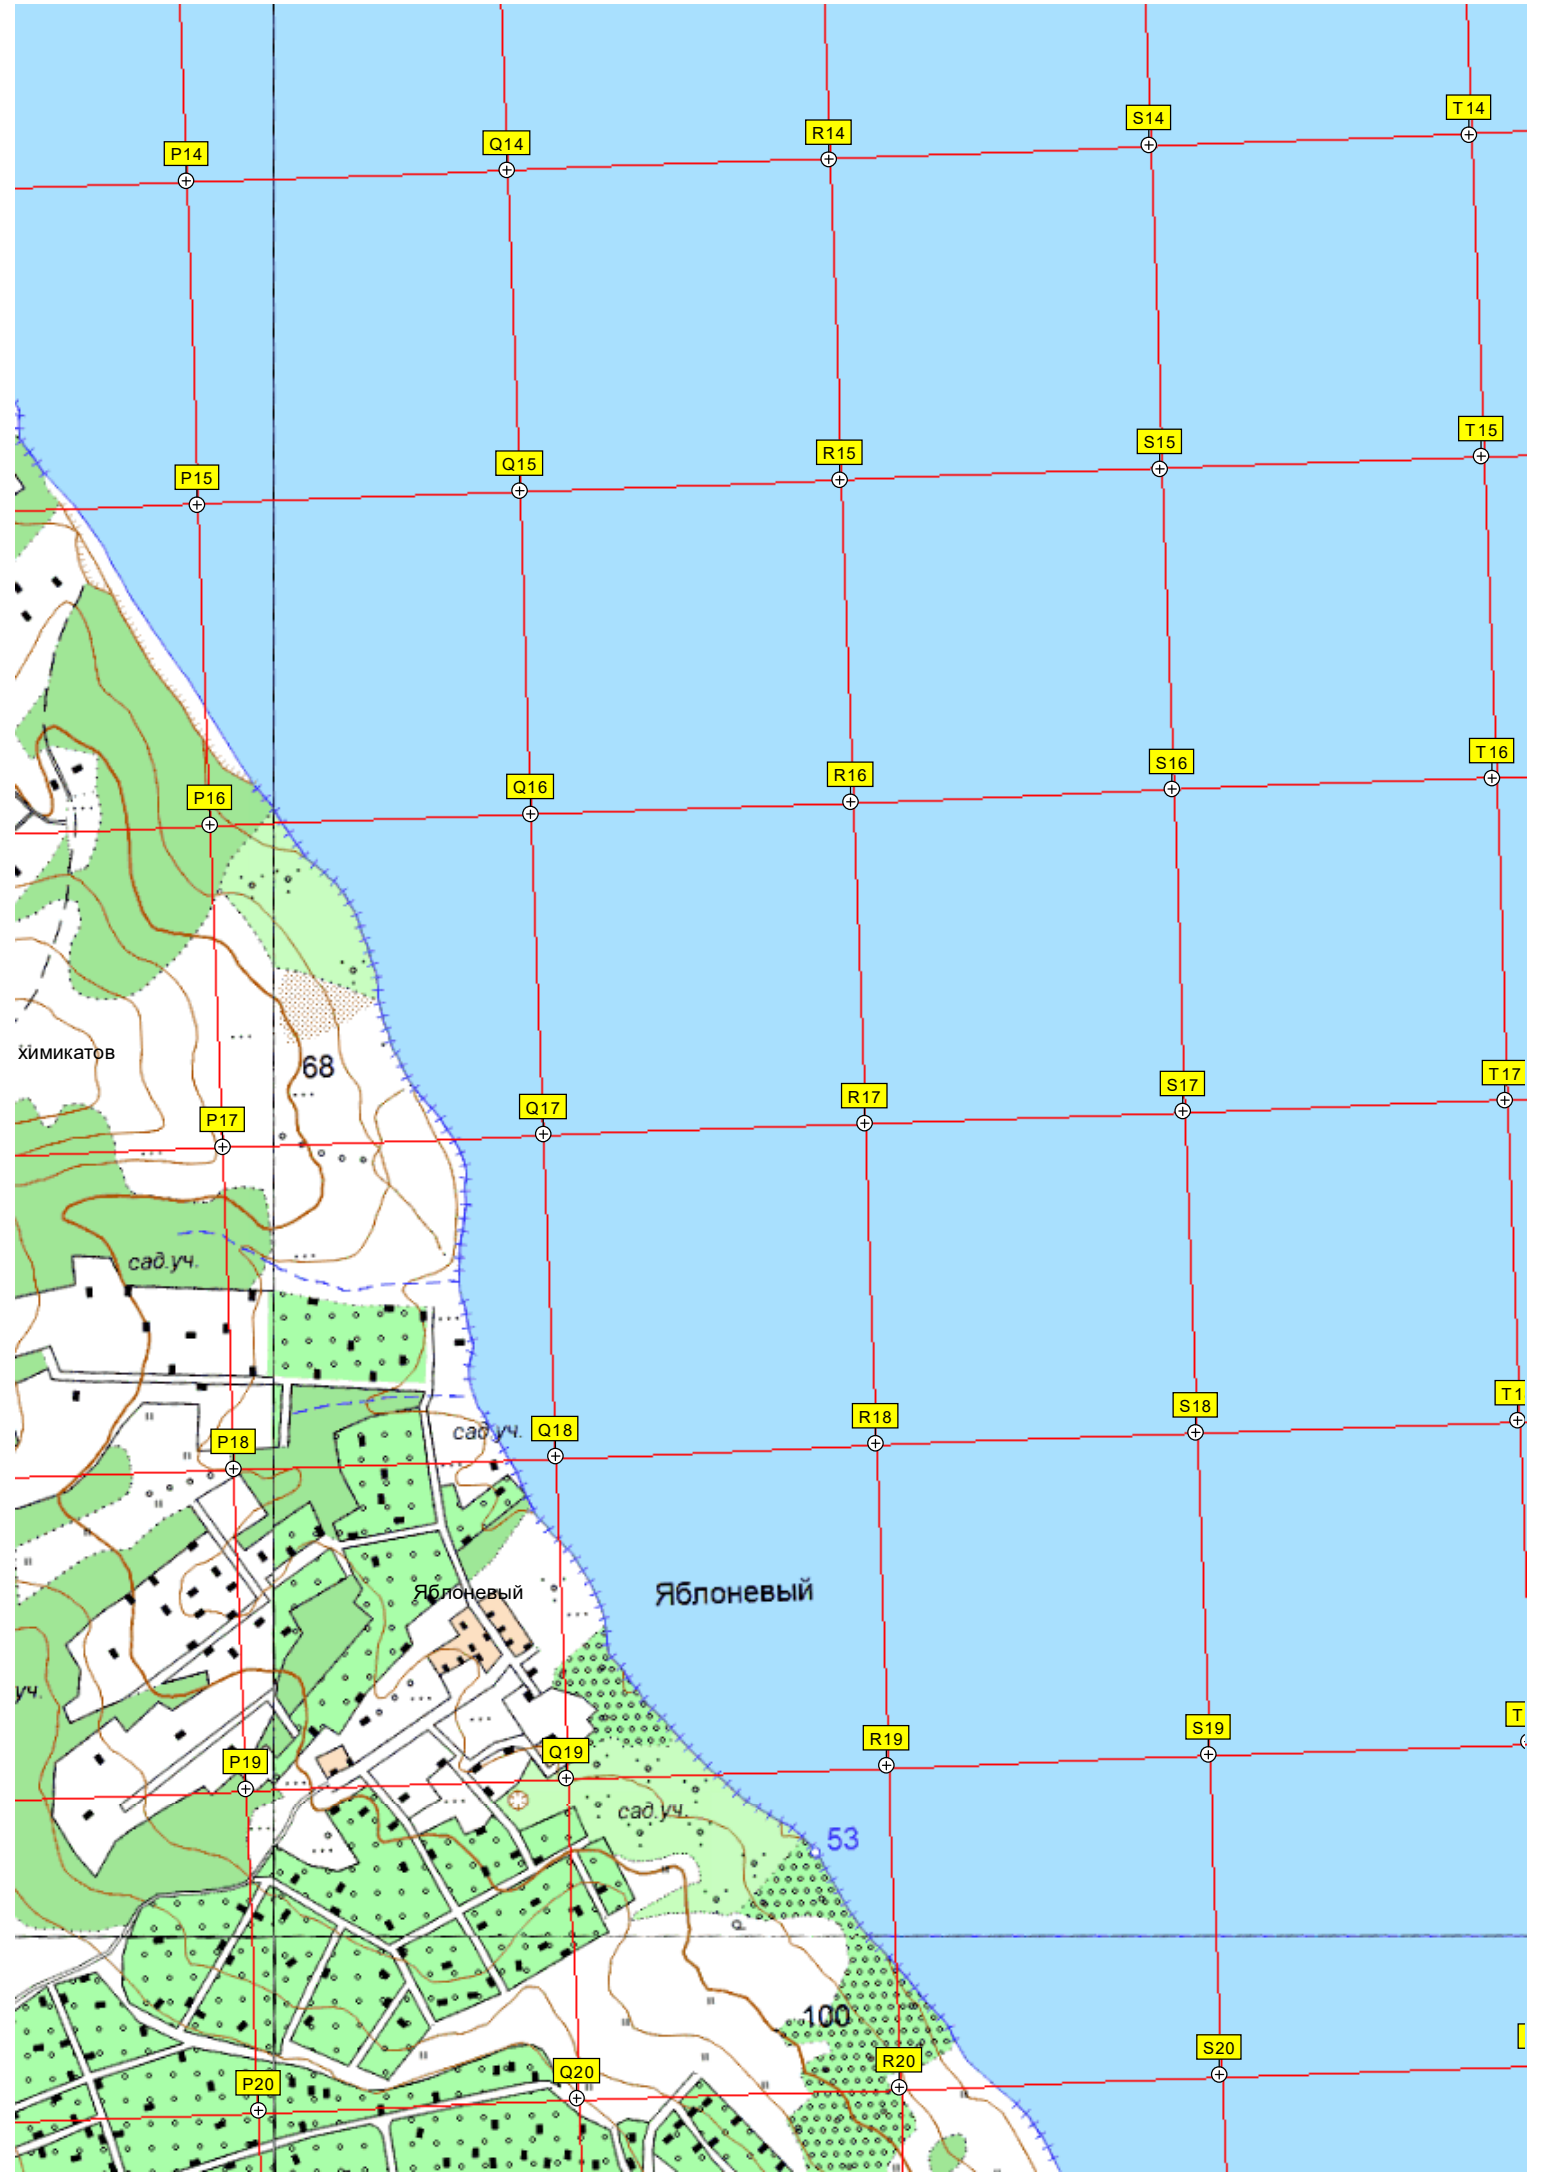 T14
S14
R14
Q14
P14
T15
S15
R15
Q15
P15
T16
S16
R16
Q16
P16
химикатов
68
T17
S17
R17
Q17
P17
сад.уч.
T1
S18
R18
Q18
сад.уч.
P18
Яблоневый
Яблоневый
уч.
T
S19
R19
Q19
P19
сад.уч.
53
100
S20
R20
Q20
P20